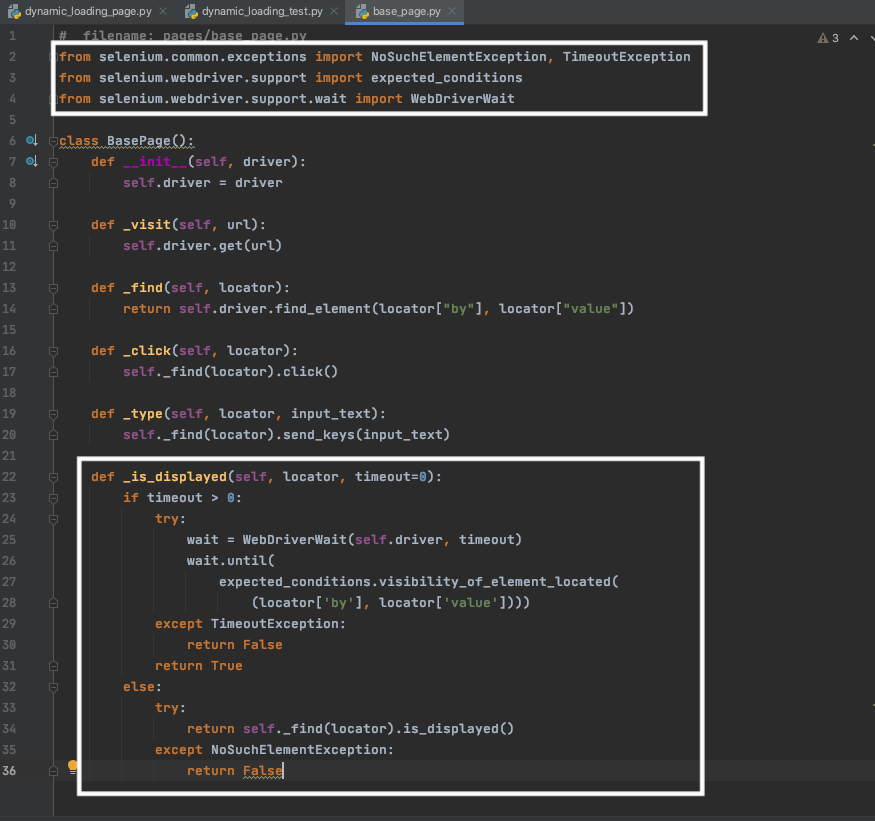 dynamic_loading_page.py dynamic_loading_test.py base_page.py
1 # filename: pages/base_page.py 3
2 from selenium.common.exceptions import NoSuchElementException, TimeoutException
3 from selenium.webdriver.support import expected_conditions
4 from selenium.webdriver.support.wait import WebDriverWait
5
6 class BasePage():
7 def __init__(self, driver):
8 self.driver = driver
9
10 def _visit(self, url):
11 self.driver.get(url)
12
13 def _find(self, locator):
14 return self.driver.find_element(locator["by"], locator["value"])
15
16 def _click(self, locator):
17 self._find(locator).click()
18
19 def _type(self, locator, input_text):
20 self._find(locator).send_keys(input_text)
21
22 def _is_displayed(self, locator, timeout=0):
23 if timeout > 0:
24 try:
25 wait = WebDriverWait(self.driver, timeout)
26 wait.until(
27 expected_conditions.visibility_of_element_located(
28 (locator['by'], locator['value'])))
29 except TimeoutException:
30 return False
31 return True
32 else:
33 try:
34 return self._find(locator).is_displayed()
35 except NoSuchElementException:
36 return False